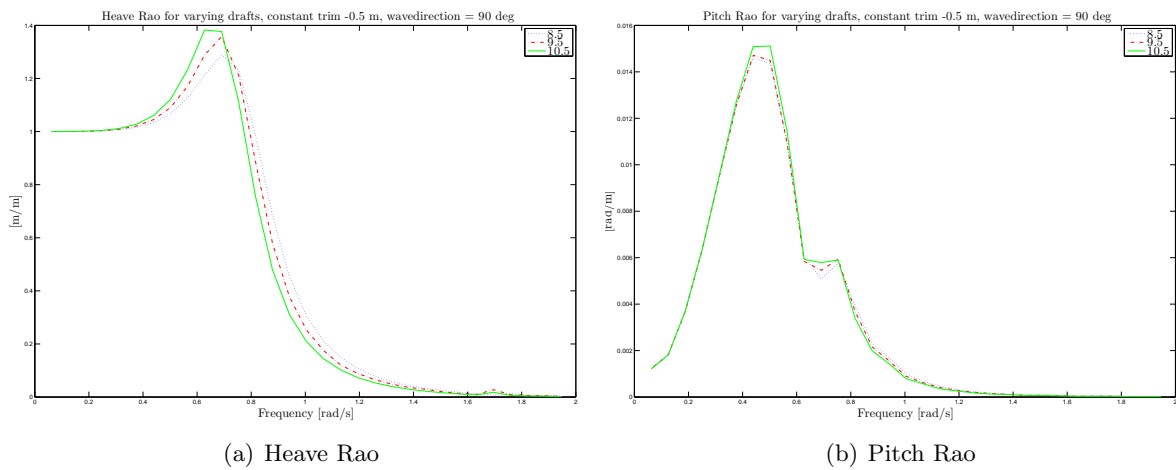 Heave Rao for varying drafts, constant trim -0.5 m, wavedirection = 90 deg
1.4
1.2
1
0.8
0.6
0.4
0.2
0
[m/m]
8.5
9.5
10.5
0 0.2 0.4 0.6 0.8 1 1.2 1.4 1.6 1.8 2
Frequency [rad/s]
(a) Heave Rao
Pitch Rao for varying drafts, constant trim -0.5 m, wavedirection = 90 deg
0.016
0.014
0.012
0.01
0.008
0.006
0.004
0.002
0
[rad/m]
8.5
9.5
10.5
0 0.2 0.4 0.6 0.8 1 1.2 1.4 1.6 1.8 2
Frequency [rad/s]
(b) Pitch Rao